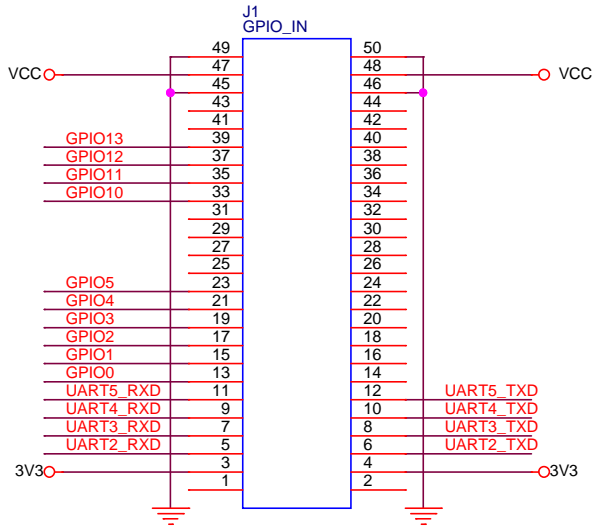 J1
GPIO_IN
49 50
VCC 47 48 VCC
45 46
43 44
41 42
GPIO13 39 40
GPIO12 37 38
GPIO11 35 36
GPIO10 33 34
31 32
29 30
27 28
25 26
GPIO5 23 24
GPIO4 21 22
GPIO3 19 20
GPIO2 17 18
GPIO1 15 16
GPIO0 13 14
UART5_RXD 11 12 UART5_TXD
UART4_RXD 9 10 UART4_TXD
UART3_RXD 7 8 UART3_TXD
UART2_RXD 5 6 UART2_TXD
3V3 3 4 3V3
1 2